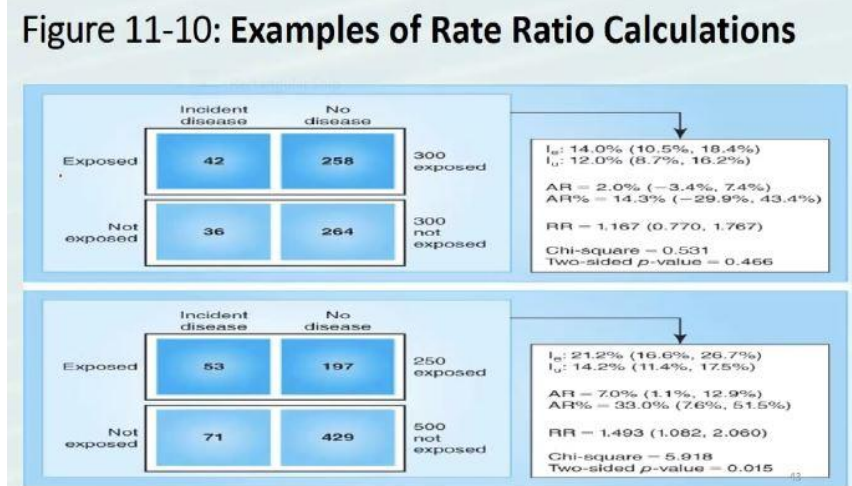 Figure 11-10: Examples of Rate Ratio Calculations
Incident disease
No disease
Exposed
42
258
300 exposed
Not exposed
36
264
300 not exposed
Iₑ: 14.0% (10.5%, 18.4%)
Iᵤ: 12.0% (8.7%, 16.2%)
AR = 2.0% (−3.4%, 7.4%)
AR% = 14.3% (−29.9%, 43.4%)
RR = 1.167 (0.770, 1.767)
Chi-square = 0.531
Two-sided p-value = 0.466
Incident disease
No disease
Exposed
53
197
250 exposed
Not exposed
71
429
500 not exposed
Iₑ: 21.2% (16.6%, 26.7%)
Iᵤ: 14.2% (11.4%, 17.5%)
AR = 7.0% (1.1%, 12.9%)
AR% = 33.0% (7.6%, 51.5%)
RR = 1.493 (1.082, 2.060)
Chi-square = 5.918
Two-sided p-value = 0.015
43